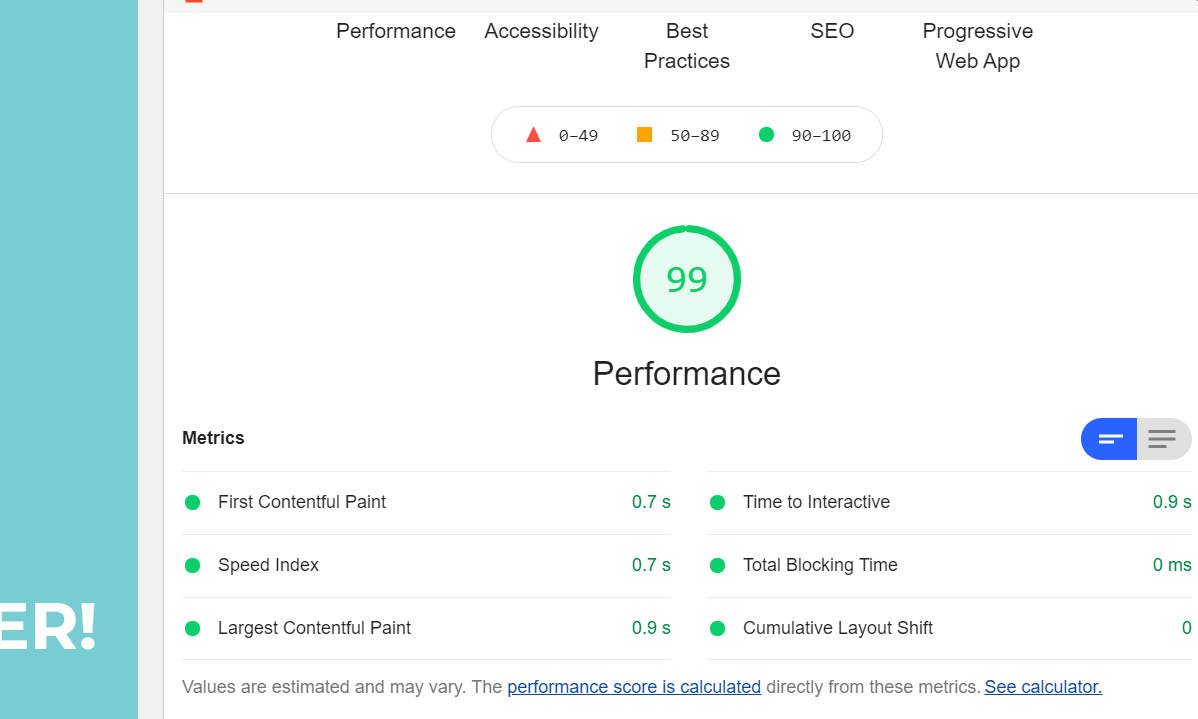 Performance Accessibility Best Practices SEO Progressive Web App
0–49 50–89 90–100
99
Performance
Metrics
First Contentful Paint 0.7 s
Time to Interactive 0.9 s
Speed Index 0.7 s
Total Blocking Time 0 ms
Largest Contentful Paint 0.9 s
Cumulative Layout Shift 0
Values are estimated and may vary. The performance score is calculated directly from these metrics. See calculator.
ER!